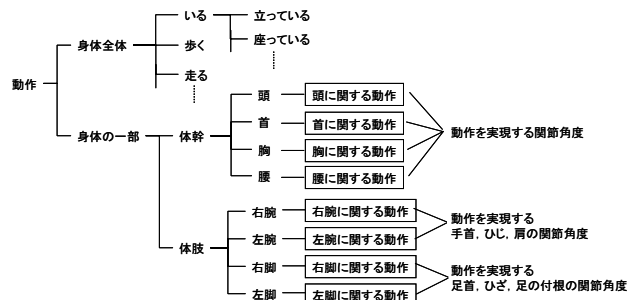 動作
身体全体
いる
立っている
座っている
歩く
走る
身体の一部
体幹
頭
頭に関する動作
首
首に関する動作
胸
胸に関する動作
腰
腰に関する動作
動作を実現する関節角度
体肢
右腕
右腕に関する動作
左腕
左腕に関する動作
動作を実現する
手首，ひじ，肩の関節角度
右脚
右脚に関する動作
左脚
左脚に関する動作
動作を実現する
足首，ひざ，足の付根の関節角度